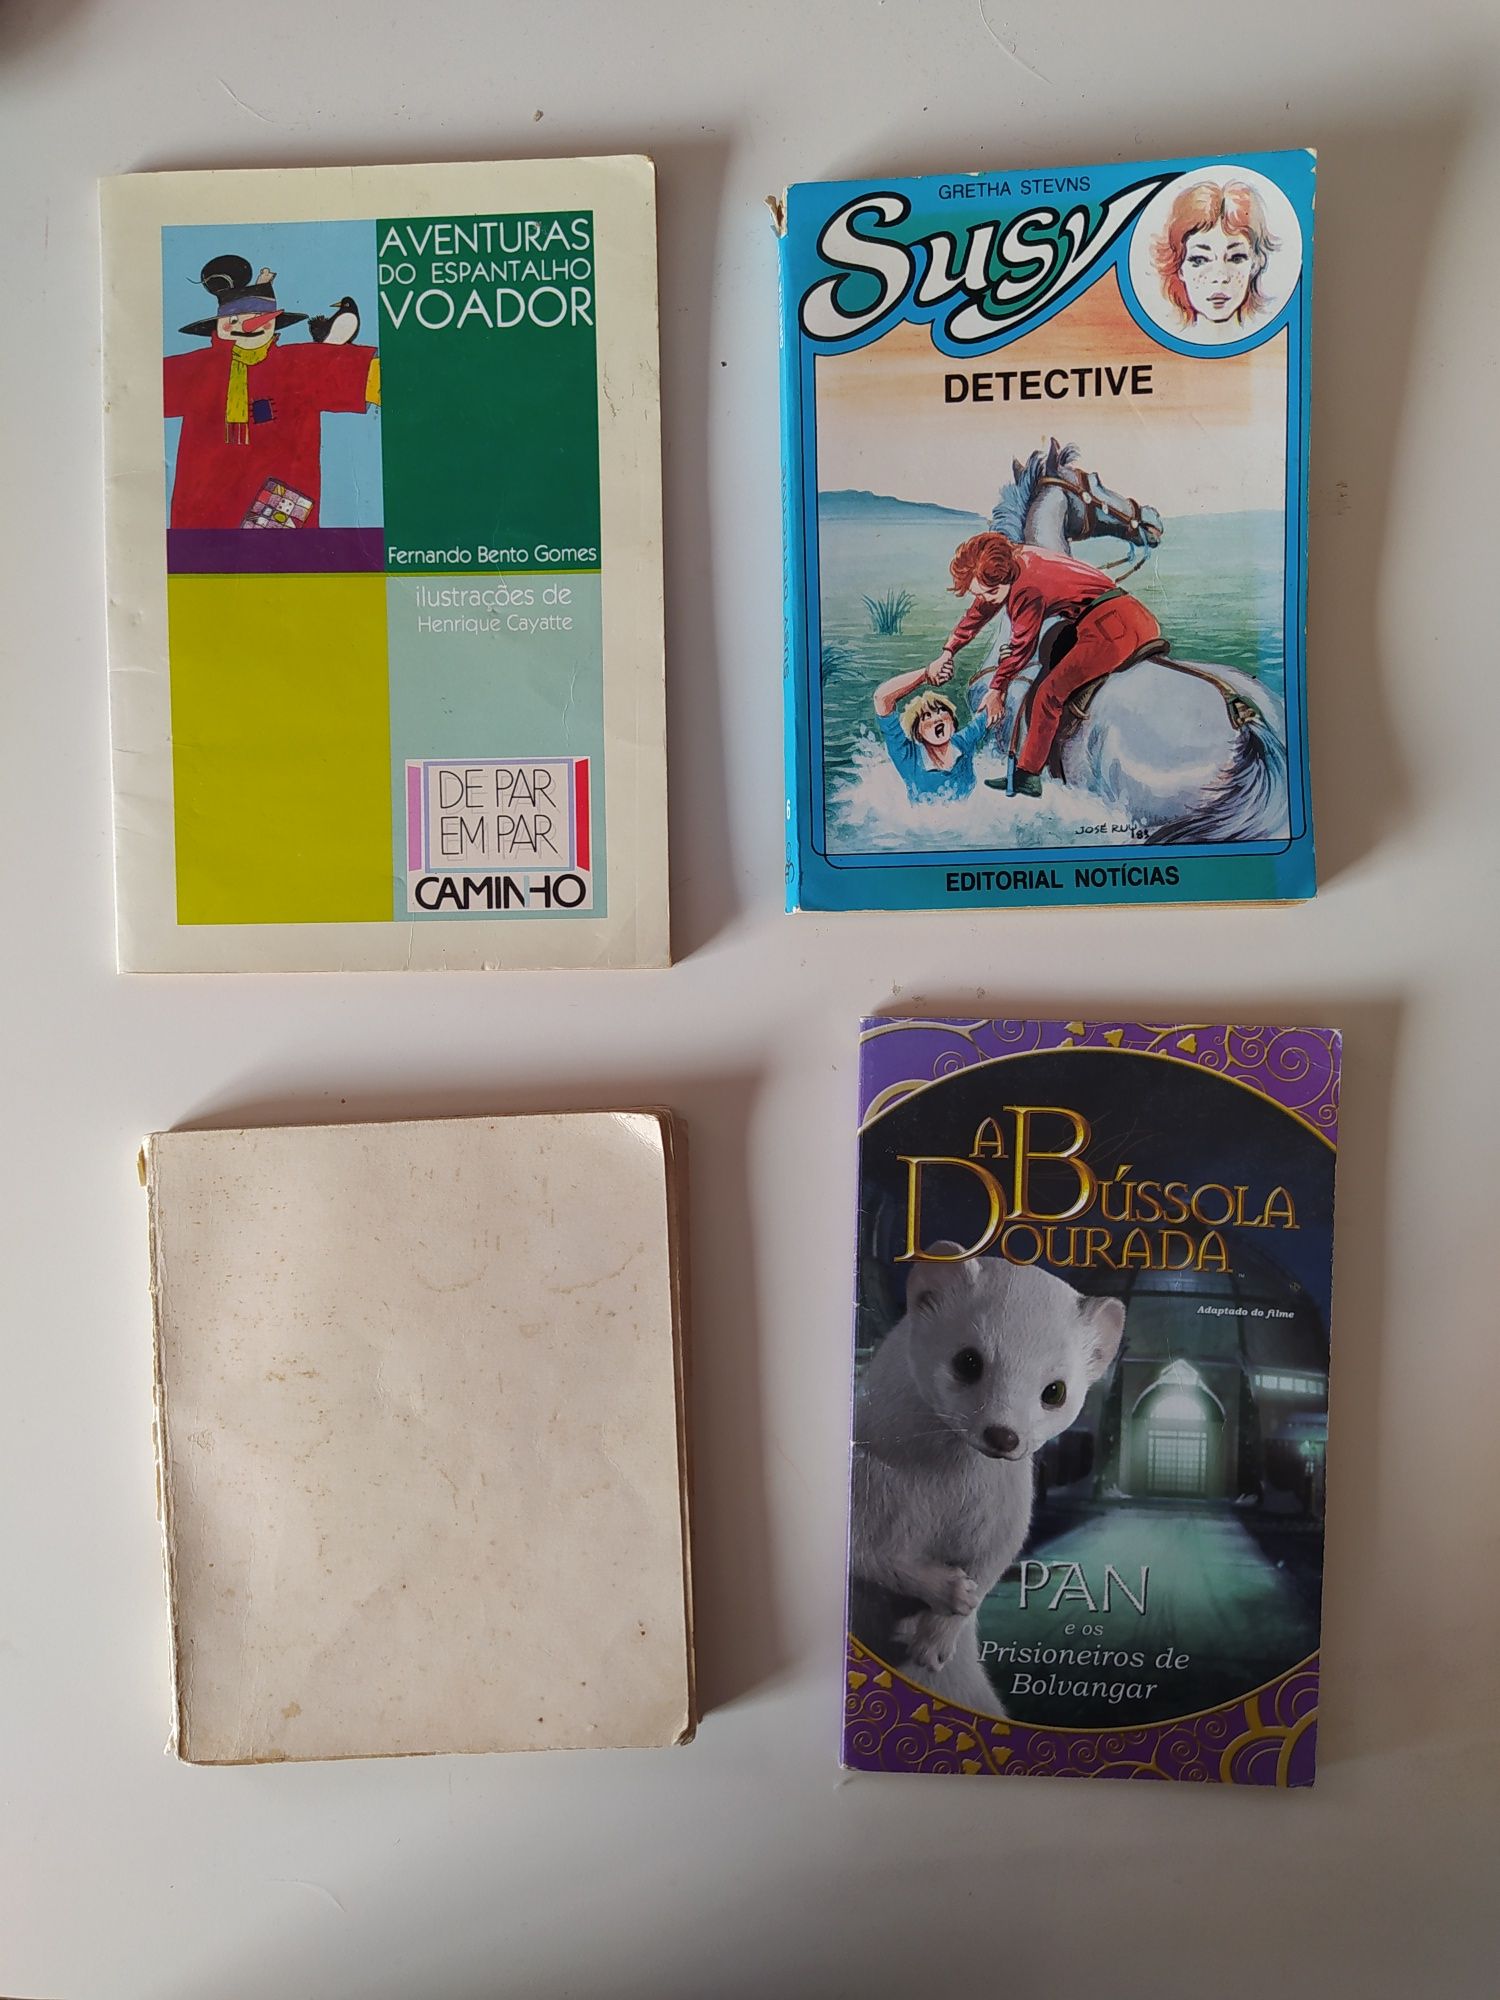 AVENTURAS
DO ESPANTALHO
VOADOR
Fernando Bento Gomes
ilustrações de
Henrique Cayatte
DE PAR
EM PAR
CAMINHO
GRETHA STEVNS
Susy
DETECTIVE
JOSÉ RUY
EDITORIAL NOTÍCIAS
6
A BÚSSOLA
DOURADA
Adaptado do filme
PAN
e os
Prisioneiros de
Bolvangar